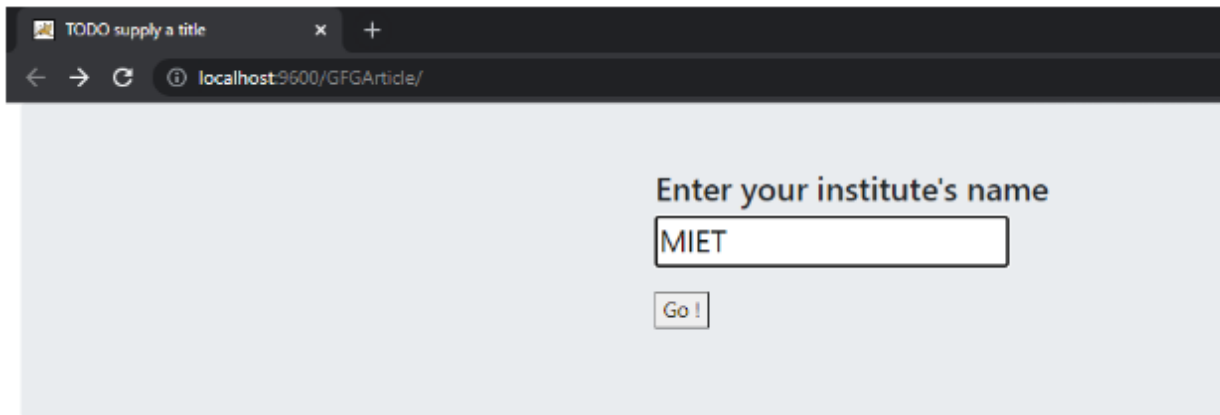 TODO supply a title
localhost:9600/GFGArticle/
Enter your institute's name
MIET
Go !